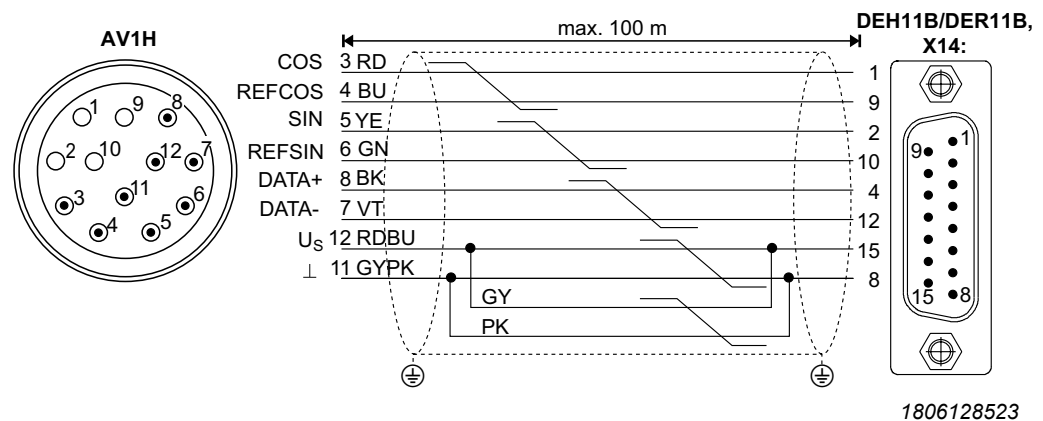 AV1H
max. 100 m
DEH11B/DER11B,
X14:
COS 3 RD 1
REFCOS 4 BU 9
SIN 5 YE 2
REFSIN 6 GN 10
DATA+ 8 BK 4
DATA- 7 VT 12
US 12 RDBU 15
⊥ 11 GYPK 8
GY
PK
1 9 8
2 10 12 7
11
3 6
4 5
1
9
15 8
1806128523